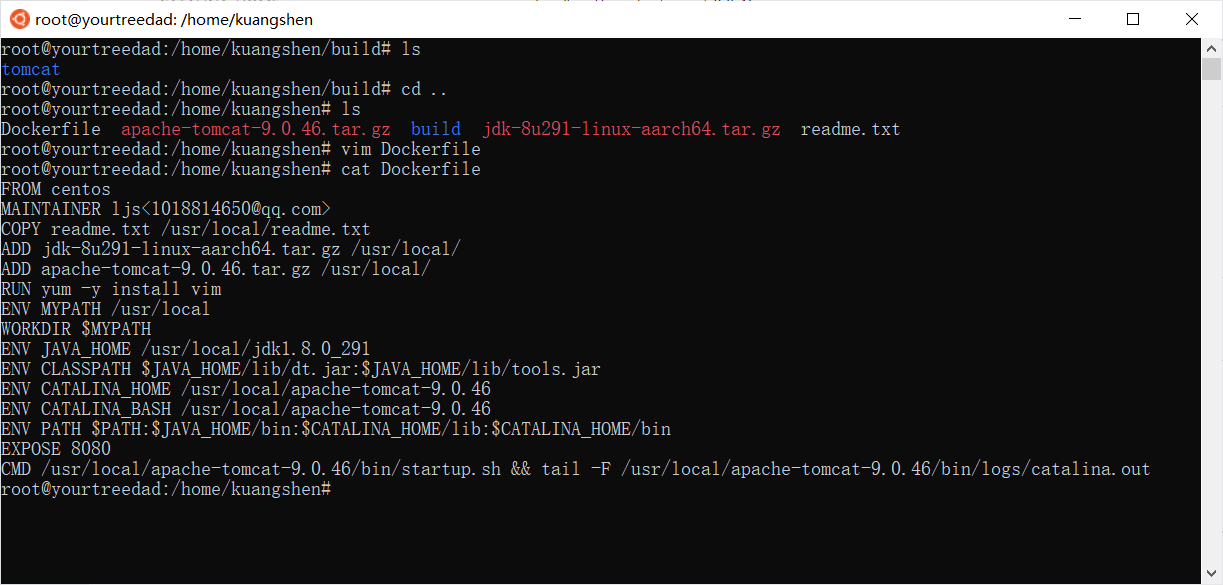 root@yourtreedad: /home/kuangshen
root@yourtreedad:/home/kuangshen/build# ls
tomcat
root@yourtreedad:/home/kuangshen/build# cd ..
root@yourtreedad:/home/kuangshen# ls
Dockerfile  apache-tomcat-9.0.46.tar.gz  build  jdk-8u291-linux-aarch64.tar.gz  readme.txt
root@yourtreedad:/home/kuangshen# vim Dockerfile
root@yourtreedad:/home/kuangshen# cat Dockerfile
FROM centos
MAINTAINER ljs<1018814650@qq.com>
COPY readme.txt /usr/local/readme.txt
ADD jdk-8u291-linux-aarch64.tar.gz /usr/local/
ADD apache-tomcat-9.0.46.tar.gz /usr/local/
RUN yum -y install vim
ENV MYPATH /usr/local
WORKDIR $MYPATH
ENV JAVA_HOME /usr/local/jdk1.8.0_291
ENV CLASSPATH $JAVA_HOME/lib/dt.jar:$JAVA_HOME/lib/tools.jar
ENV CATALINA_HOME /usr/local/apache-tomcat-9.0.46
ENV CATALINA_BASH /usr/local/apache-tomcat-9.0.46
ENV PATH $PATH:$JAVA_HOME/bin:$CATALINA_HOME/lib:$CATALINA_HOME/bin
EXPOSE 8080
CMD /usr/local/apache-tomcat-9.0.46/bin/startup.sh && tail -F /usr/local/apache-tomcat-9.0.46/bin/logs/catalina.out
root@yourtreedad:/home/kuangshen#